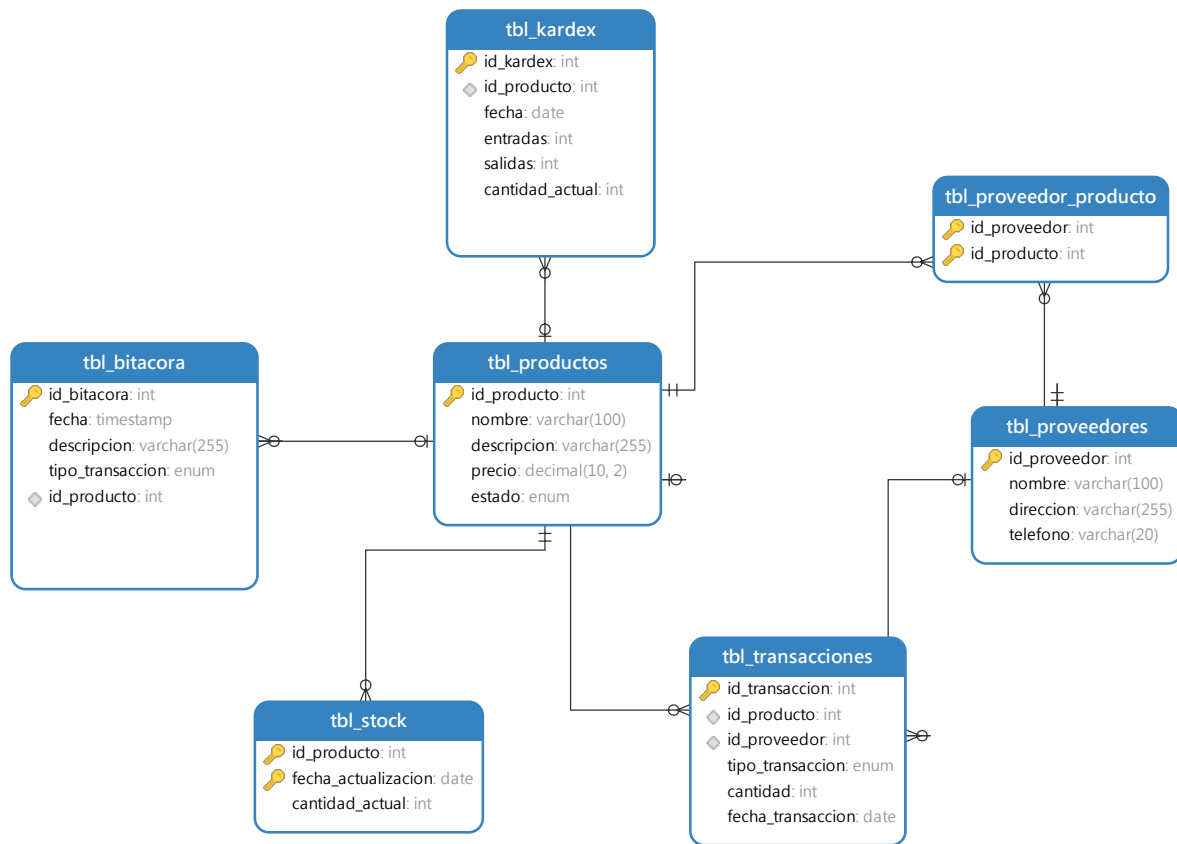 tbl_kardex
id_kardex: int
id_producto: int
fecha: date
entradas: int
salidas: int
cantidad_actual: int
tbl_proveedor_producto
id_proveedor: int
id_producto: int
tbl_bitacora
id_bitacora: int
fecha: timestamp
descripcion: varchar(255)
tipo_transaccion: enum
id_producto: int
tbl_productos
id_producto: int
nombre: varchar(100)
descripcion: varchar(255)
precio: decimal(10, 2)
estado: enum
tbl_proveedores
id_proveedor: int
nombre: varchar(100)
direccion: varchar(255)
telefono: varchar(20)
tbl_stock
id_producto: int
fecha_actualizacion: date
cantidad_actual: int
tbl_transacciones
id_transaccion: int
id_producto: int
id_proveedor: int
tipo_transaccion: enum
cantidad: int
fecha_transaccion: date